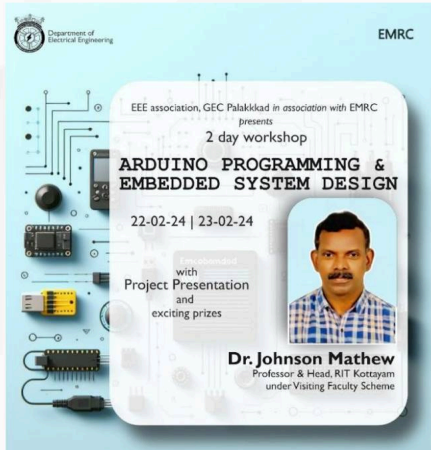 Department of
Electrical Engineering
EMRC
EEE association, GEC Palakkkad in association with EMRC
presents
2 day workshop
ARDUINO PROGRAMMING &
EMBEDDED SYSTEM DESIGN
22-02-24 | 23-02-24
with
Project Presentation
and
exciting prizes
Dr. Johnson Mathew
Professor & Head, RIT Kottayam
under Visiting Faculty Scheme